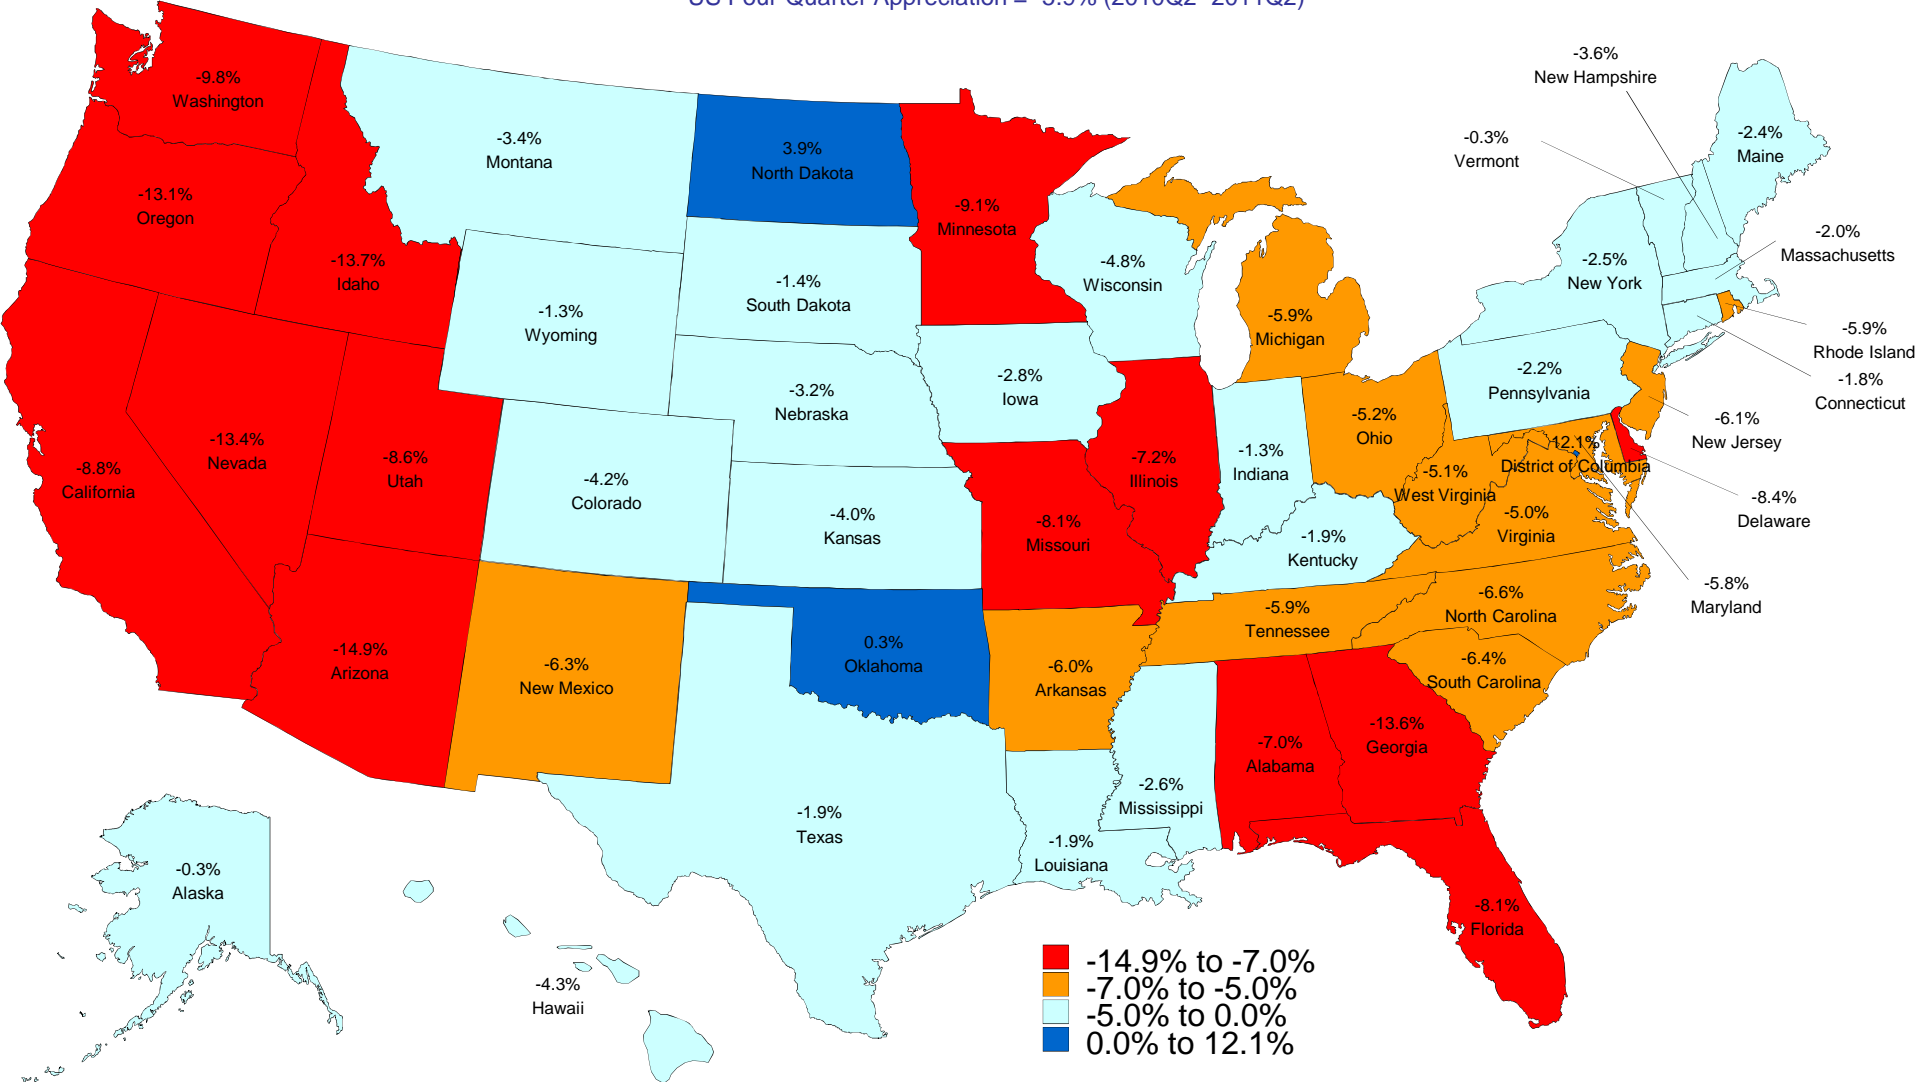 US Four-Quarter Appreciation = -5.9% (2010Q2 -2011Q2)
-9.8%
Washington
-13.1%
Oregon
-13.7%
Idaho
-3.4%
Montana
3.9%
North Dakota
-9.1%
Minnesota
-1.4%
South Dakota
-1.3%
Wyoming
-4.8%
Wisconsin
-5.9%
Michigan
-3.6%
New Hampshire
-0.3%
Vermont
-2.4%
Maine
-2.0%
Massachusetts
-2.5%
New York
-5.9%
Rhode Island
-1.8%
Connecticut
-6.1%
New Jersey
-2.2%
Pennsylvania
-8.8%
California
-13.4%
Nevada
-8.6%
Utah
-4.2%
Colorado
-3.2%
Nebraska
-4.0%
Kansas
-2.8%
Iowa
-8.1%
Missouri
-7.2%
Illinois
-1.3%
Indiana
-5.2%
Ohio
-5.1%
West Virginia
12.1%
District of Columbia
-8.4%
Delaware
-5.8%
Maryland
-5.0%
Virginia
-1.9%
Kentucky
-5.9%
Tennessee
-6.6%
North Carolina
-6.4%
South Carolina
-14.9%
Arizona
-6.3%
New Mexico
0.3%
Oklahoma
-6.0%
Arkansas
-1.9%
Texas
-1.9%
Louisiana
-2.6%
Mississippi
-7.0%
Alabama
-13.6%
Georgia
-8.1%
Florida
-0.3%
Alaska
-4.3%
Hawaii
-14.9% to -7.0%
-7.0% to -5.0%
-5.0% to 0.0%
0.0% to 12.1%